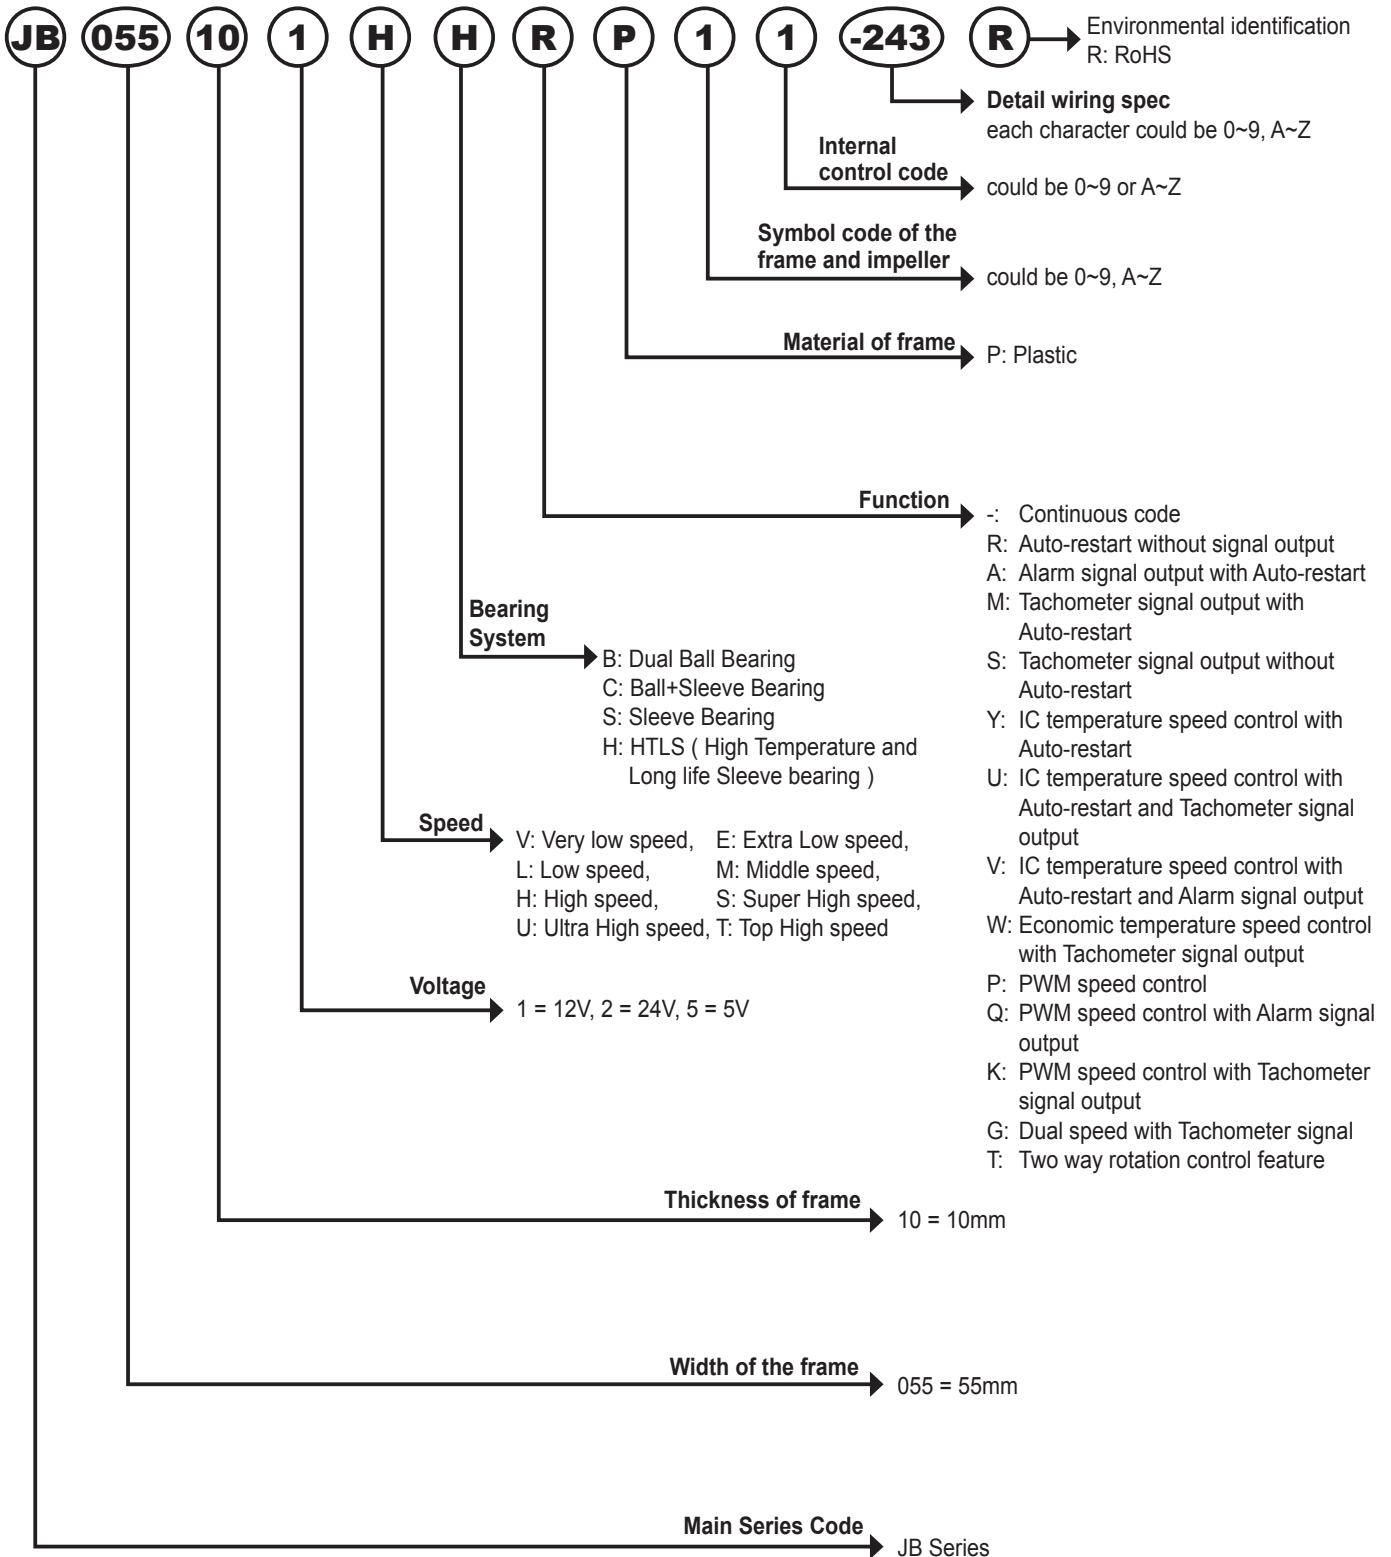 JB 055 10 1 H H R P 1 1 -243 R
Environmental identification
R: RoHS
Detail wiring spec
each character could be 0~9, A~Z
Internal
control code
could be 0~9 or A~Z
Symbol code of the
frame and impeller
could be 0~9, A~Z
Material of frame
P: Plastic
Function
-: Continuous code
R: Auto-restart without signal output
A: Alarm signal output with Auto-restart
M: Tachometer signal output with
Auto-restart
S: Tachometer signal output without
Auto-restart
Y: IC temperature speed control with
Auto-restart
U: IC temperature speed control with
Auto-restart and Tachometer signal
output
V: IC temperature speed control with
Auto-restart and Alarm signal output
W: Economic temperature speed control
with Tachometer signal output
P: PWM speed control
Q: PWM speed control with Alarm signal
output
K: PWM speed control with Tachometer
signal output
G: Dual speed with Tachometer signal
T: Two way rotation control feature
Bearing
System
B: Dual Ball Bearing
C: Ball+Sleeve Bearing
S: Sleeve Bearing
H: HTLS ( High Temperature and
Long life Sleeve bearing )
Speed
V: Very low speed, E: Extra Low speed,
L: Low speed, M: Middle speed,
H: High speed, S: Super High speed,
U: Ultra High speed, T: Top High speed
Voltage
1 = 12V, 2 = 24V, 5 = 5V
Thickness of frame
10 = 10mm
Width of the frame
055 = 55mm
Main Series Code
JB Series